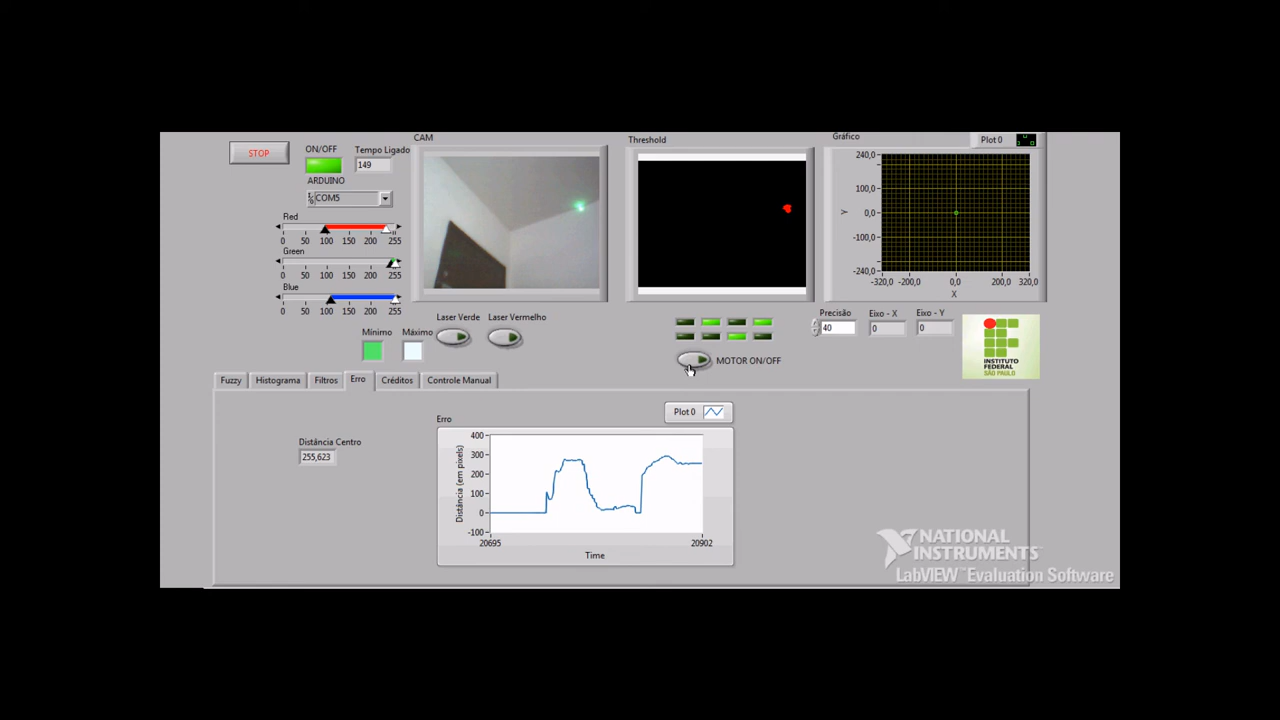 STOP
ON/OFF
Tempo Ligado
149
ARDUINO
COM5
Red
0 50 100 150 200 255
Green
0 50 100 150 200 255
Blue
0 50 100 150 200 255
Mínimo Máximo
CAM
Laser Verde Laser Vermelho
Threshold
MOTOR ON/OFF
Gráfico
Plot 0
240,0
100,0
0,0
-100,0
-240,0
Y
-320,0 -200,0 0,0 200,0 320,0
X
Precisão Eixo - X Eixo - Y
40 0 0
INSTITUTO
FEDERAL
SÃO PAULO
Fuzzy Histograma Filtros Erro Créditos Controle Manual
Distância Centro
255,623
Erro
Plot 0
Distância (em pixels)
400
300
200
100
0
-100
20695 20902
Time
NATIONAL
INSTRUMENTS™
LabVIEW™ Evaluation Software